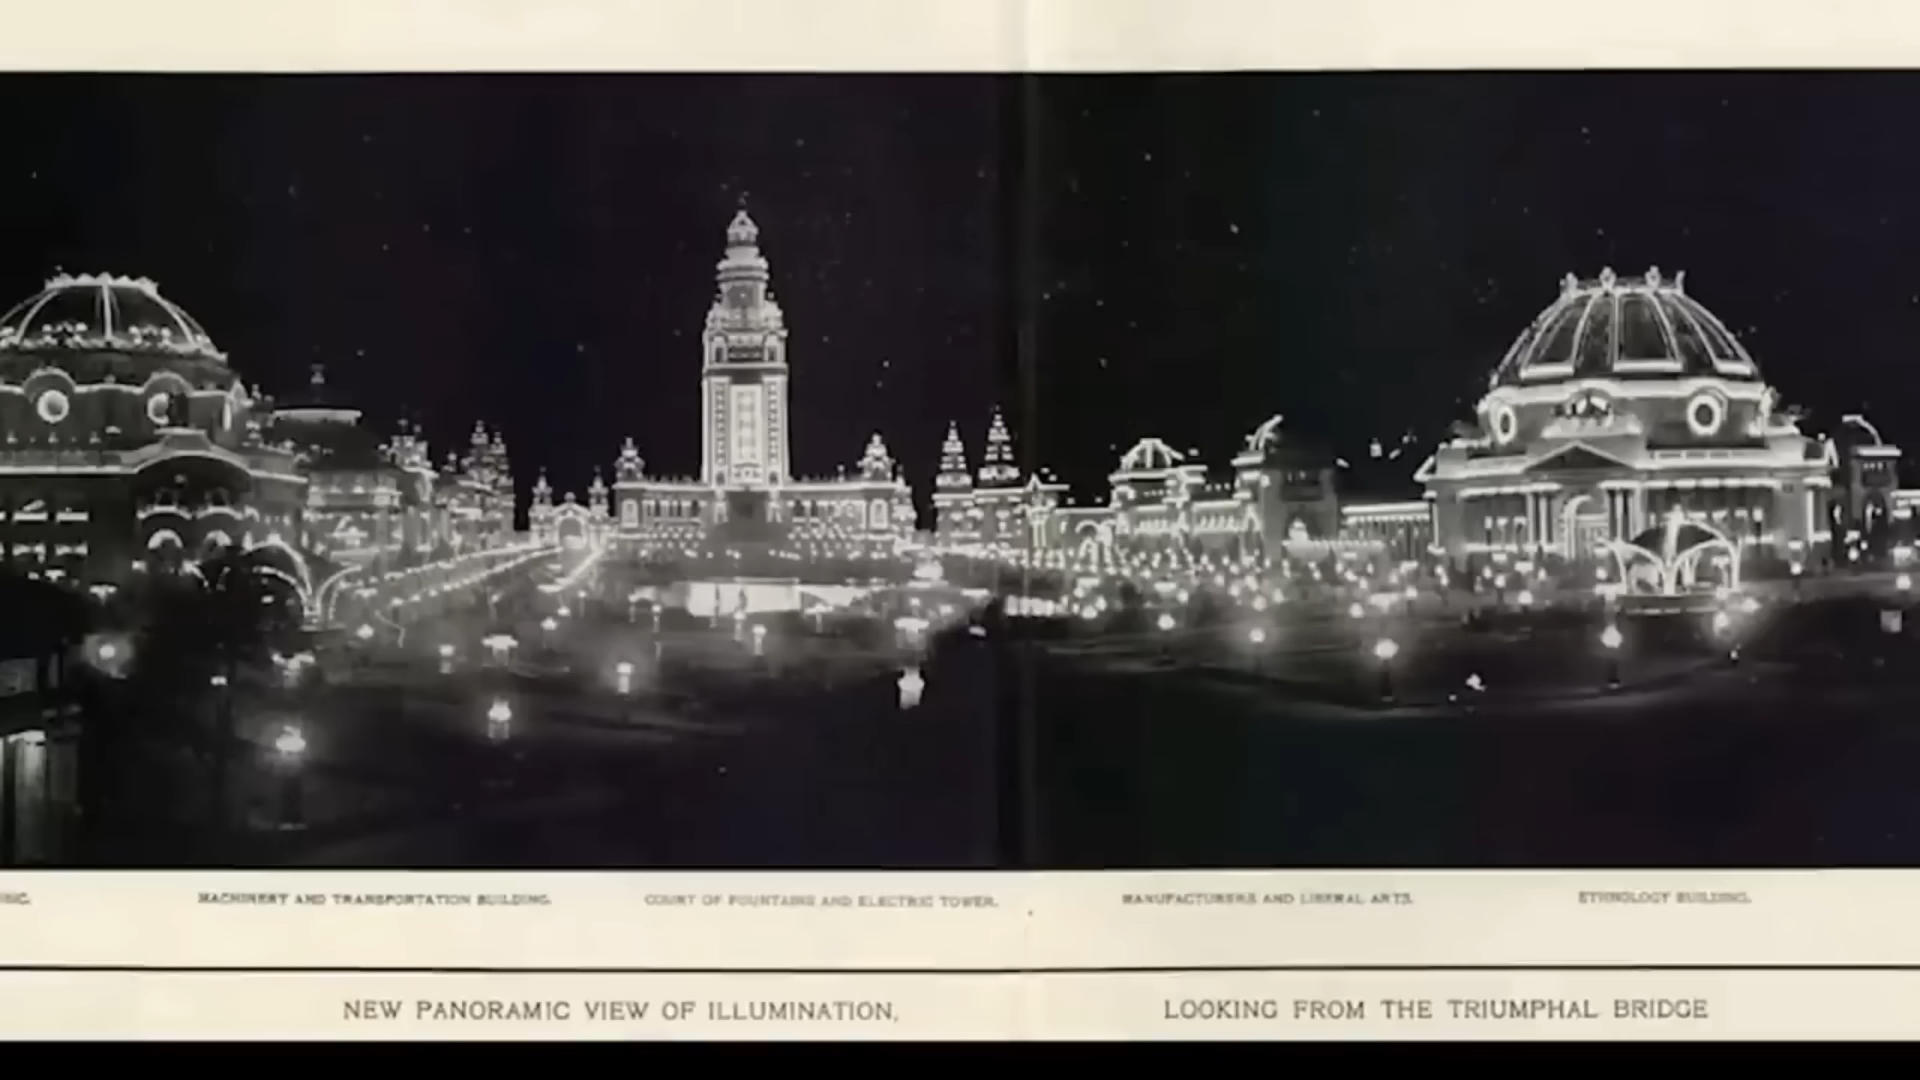 MACHINERY AND TRANSPORTATION BUILDING. COURT OF FOUNTAINS AND ELECTRIC TOWER. MANUFACTURERS AND LIBERAL ARTS. ETHNOLOGY BUILDING.
NEW PANORAMIC VIEW OF ILLUMINATION, LOOKING FROM THE TRIUMPHAL BRIDGE